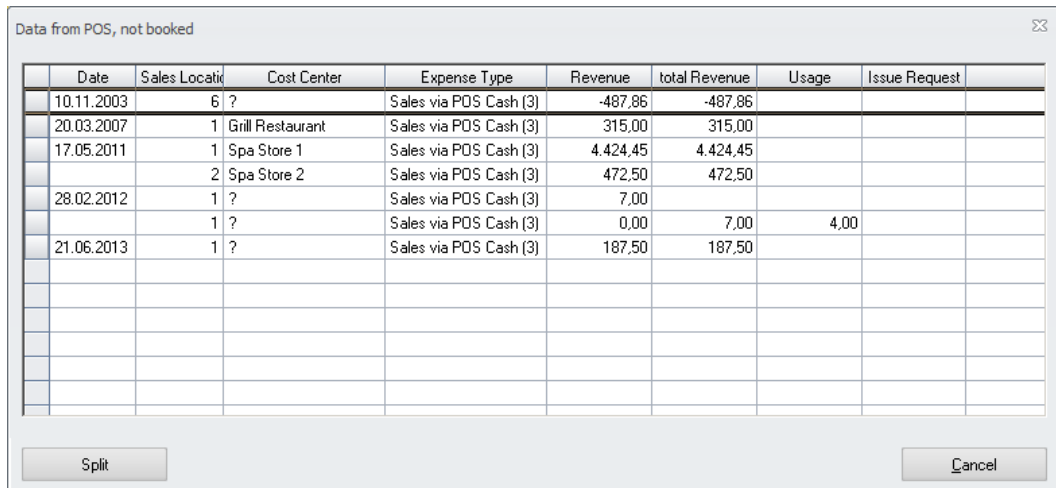 Data from POS, not booked
Date Sales Locatio Cost Center Expense Type Revenue total Revenue Usage Issue Request
10.11.2003 6 ? Sales via POS Cash (3) -487,86 -487,86
20.03.2007 1 Grill Restaurant Sales via POS Cash (3) 315,00 315,00
17.05.2011 1 Spa Store 1 Sales via POS Cash (3) 4.424,45 4.424,45
2 Spa Store 2 Sales via POS Cash (3) 472,50 472,50
28.02.2012 1 ? Sales via POS Cash (3) 7,00
1 ? Sales via POS Cash (3) 0,00 7,00 4,00
21.06.2013 1 ? Sales via POS Cash (3) 187,50 187,50
Split Cancel